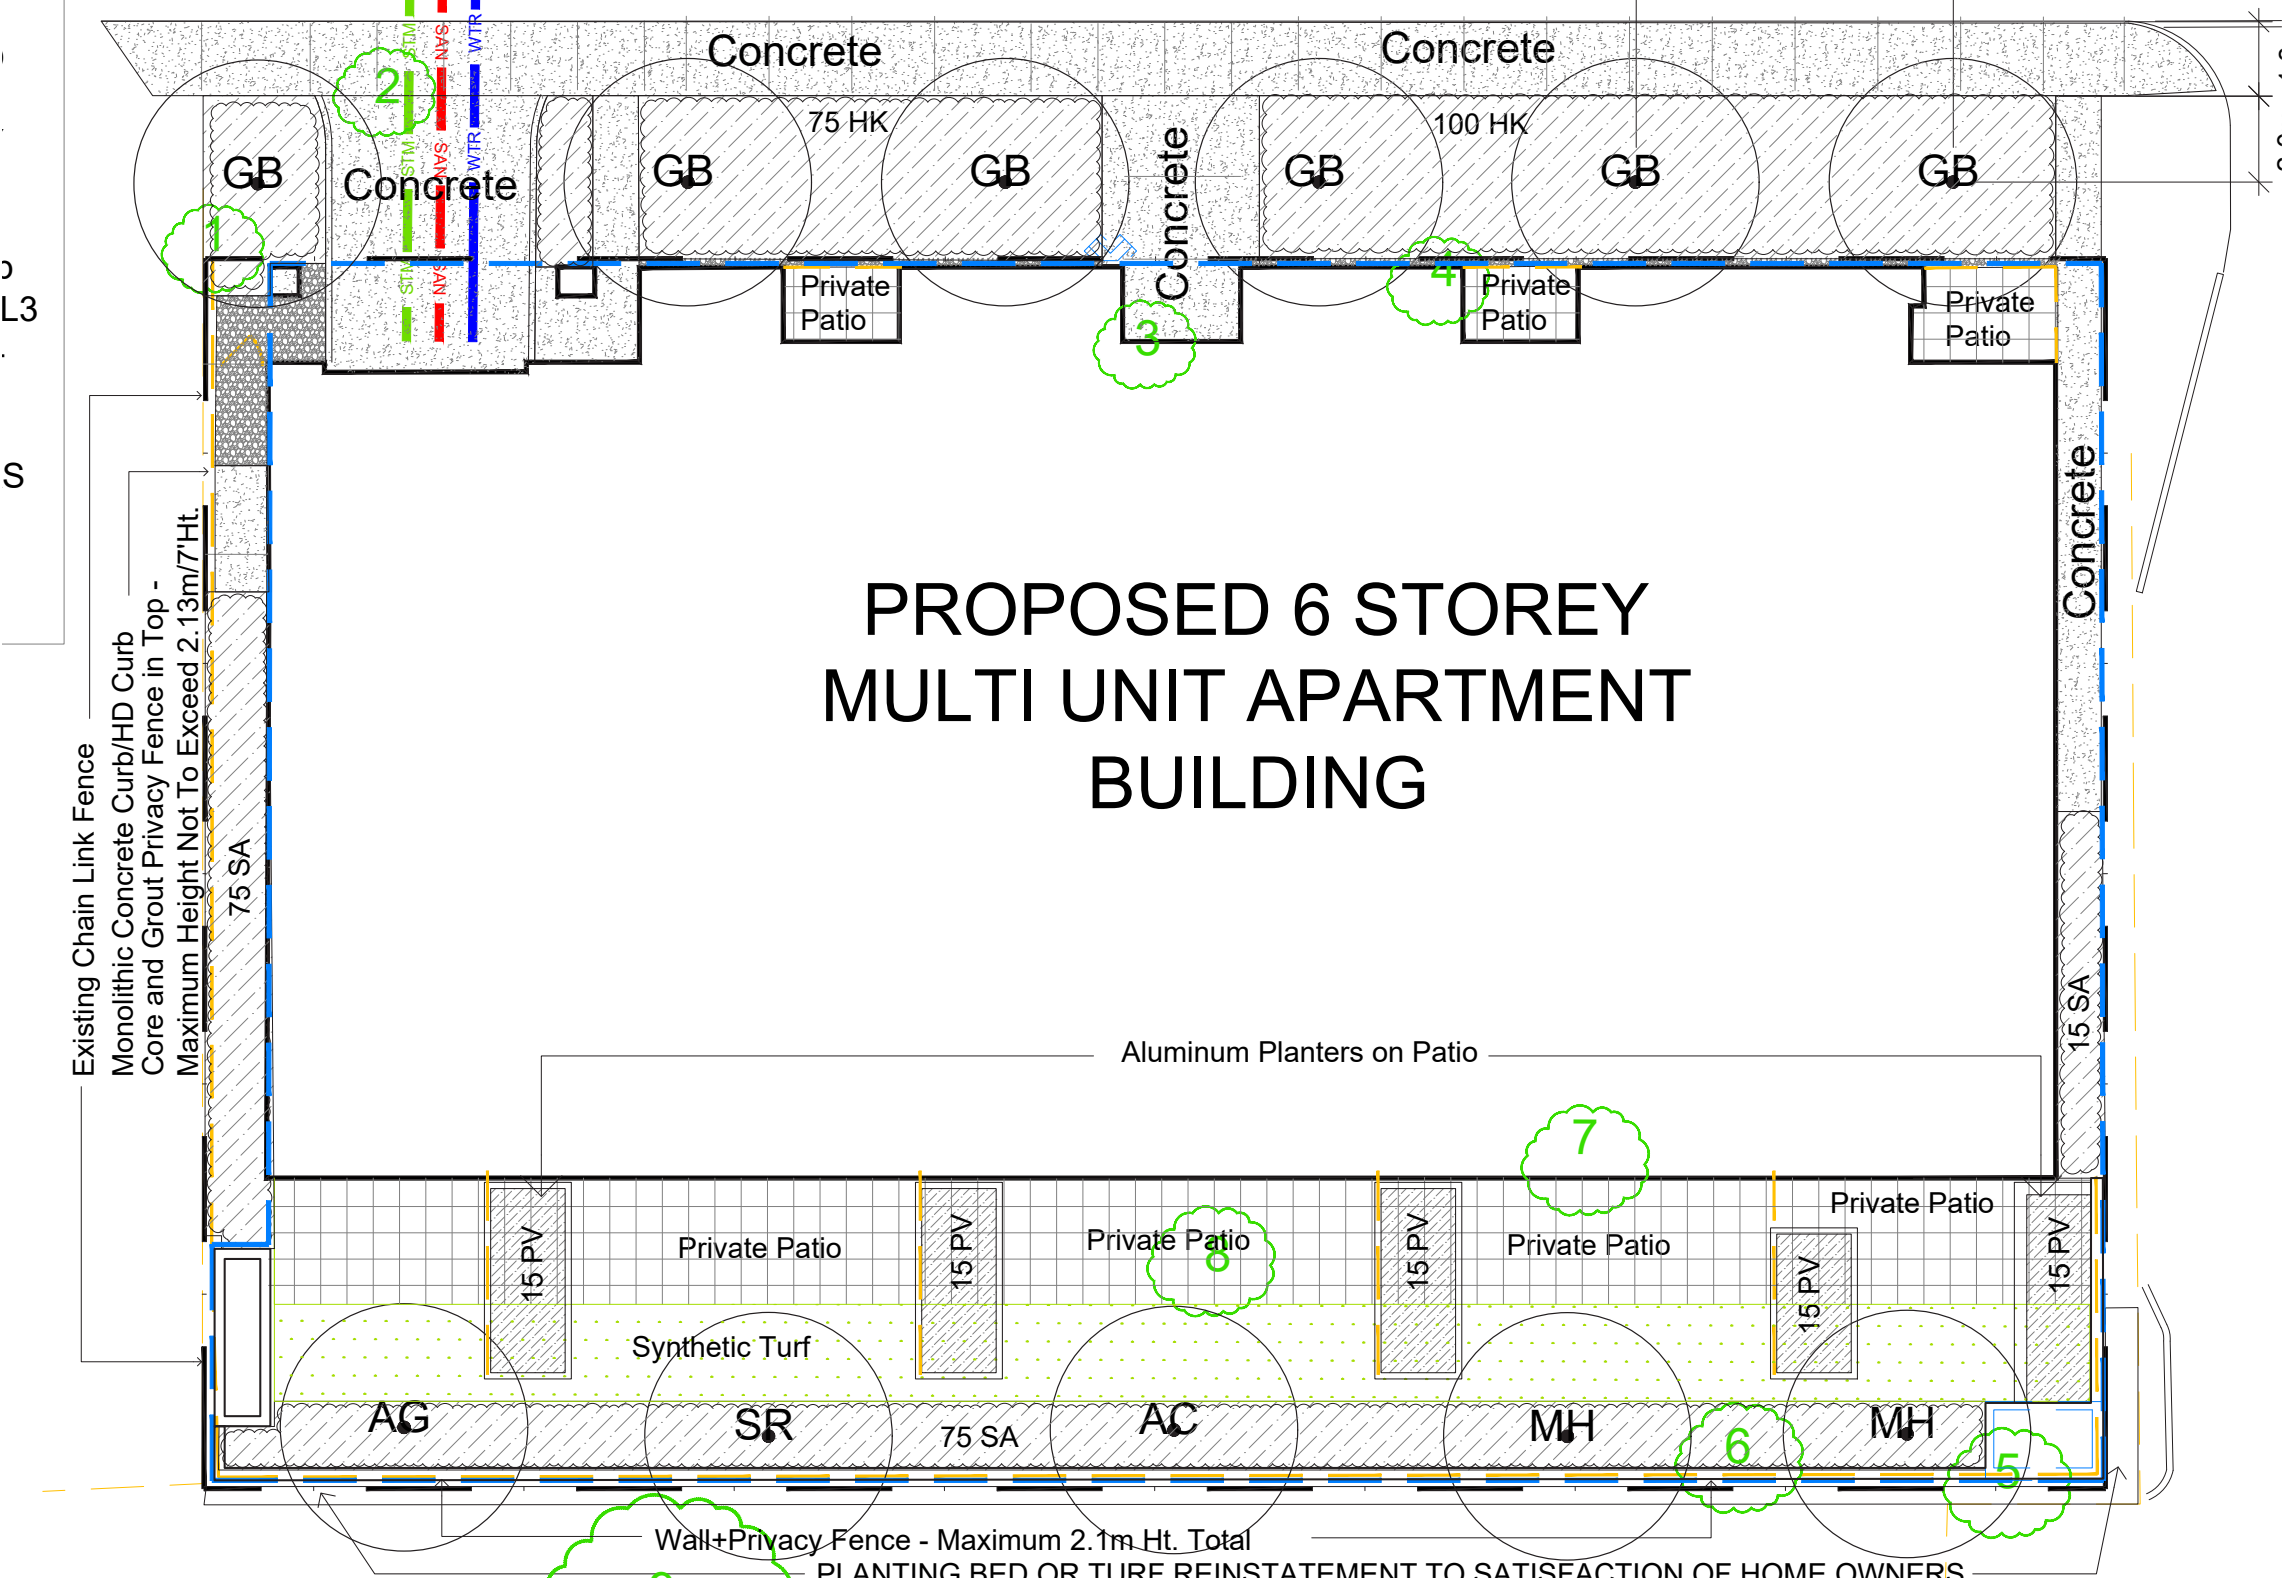 Concrete
Concrete
2
STM
SAN
WTR
75 HK
100 HK
STM
SAN
WTR
GB
Concrete
GB
GB
Concrete
GB
GB
GB
1
STM
SAN
4
Private
Patio
Private
Patio
Private
Patio
3
L3
S
Existing Chain Link Fence
Monolithic Concrete Curb/HD Curb
Core and Grout Privacy Fence in Top -
Maximum Height Not To Exceed 2.13m/7'Ht.
Concrete
PROPOSED 6 STOREY
MULTI UNIT APARTMENT
BUILDING
75 SA
15 SA
Aluminum Planters on Patio
7
Private Patio
15 PV
Private Patio
15 PV
Private Patio
8
15 PV
Private Patio
15 PV
15 PV
Synthetic Turf
AG
SR
75 SA
AC
MH
6
MH
5
Wall+Privacy Fence - Maximum 2.1m Ht. Total
PLANTING BED OR TURF REINSTATEMENT TO SATISFACTION OF HOME OWNERS